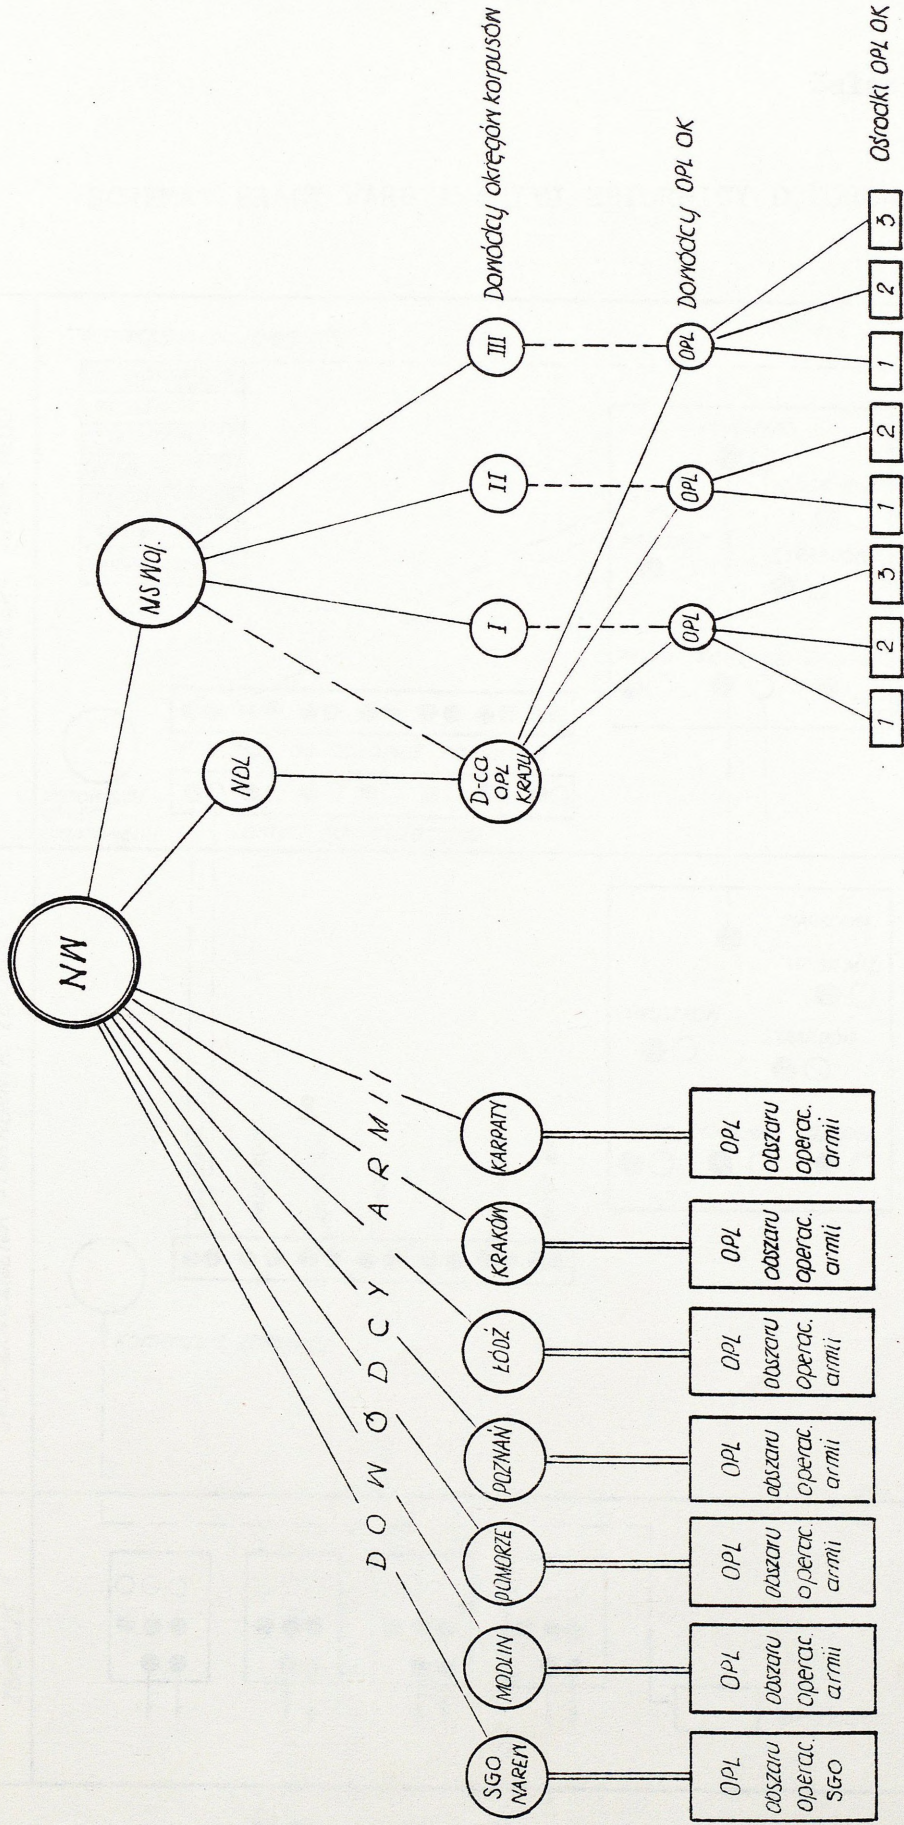 NW
NDL
NSWoj.
D-ca
OPL
KRAJU
I
II
III
Dowódcy okręgów korpusów
OPL
OPL
OPL
Dowódcy OPL OK
1
2
3
1
2
1
2
3
Ośrodki OPL OK
DOWÓDCY ARMII
SGO
NAREW
MODLIN
POMORZE
POZNAŃ
ŁÓDŹ
KRAKÓW
KARPATY
OPL
obszaru
operac.
SGO
OPL
obszaru
operac.
armii
OPL
obszaru
operac.
armii
OPL
obszaru
operac.
armii
OPL
obszaru
operac.
armii
OPL
obszaru
operac.
armii
OPL
obszaru
operac.
armii